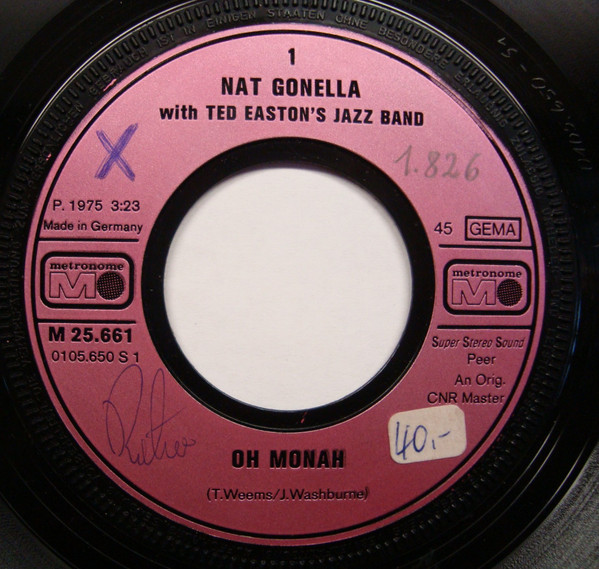 1
NAT GONELLA
with TED EASTON'S JAZZ BAND
X
1.826
P. 1975 3:23
Made in Germany
45 GEMA
metronome
M
metronome
M
M 25.661
0105.650 S 1
Super Stereo Sound
Peer
An Orig.
CNR Master
40,-
OH MONAH
(T.Weems/J.Washburne)